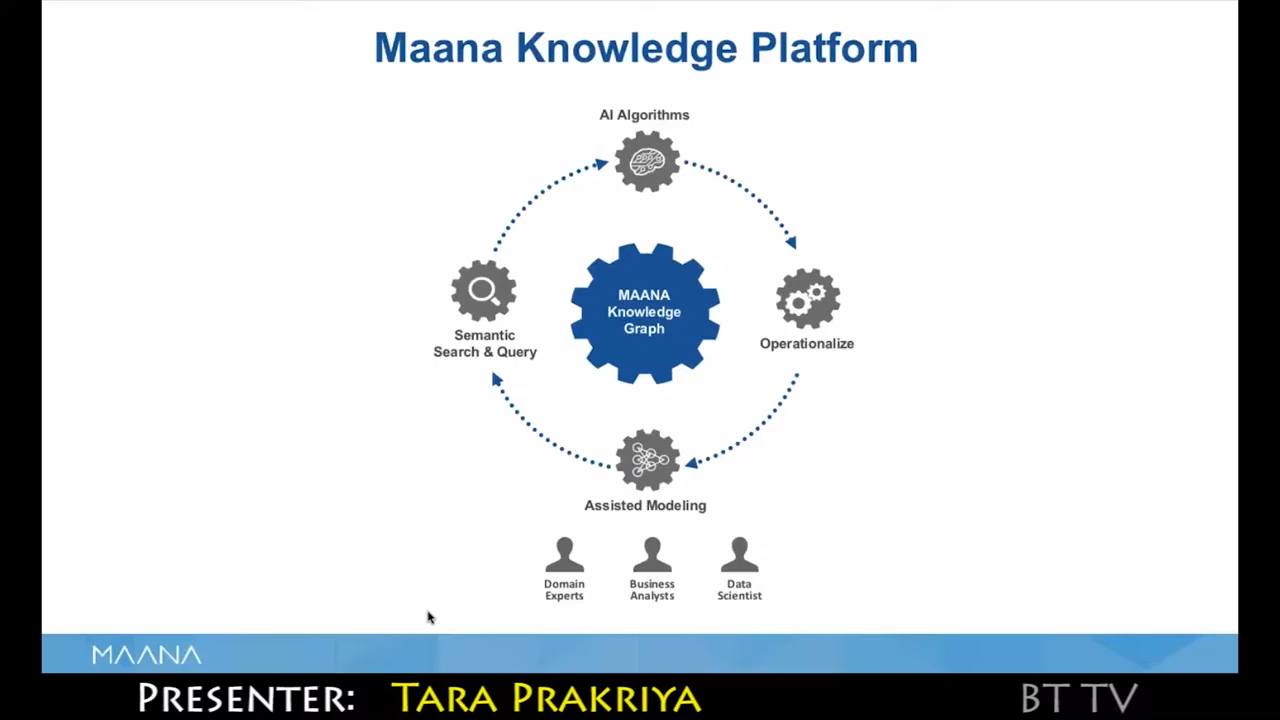 Maana Knowledge Platform
AI Algorithms
MAANA
Knowledge
Graph
Semantic
Search & Query
Operationalize
Assisted Modeling
Domain
Experts
Business
Analysts
Data
Scientist
MAANA
PRESENTER: TARA PRAKRIYA
BT TV